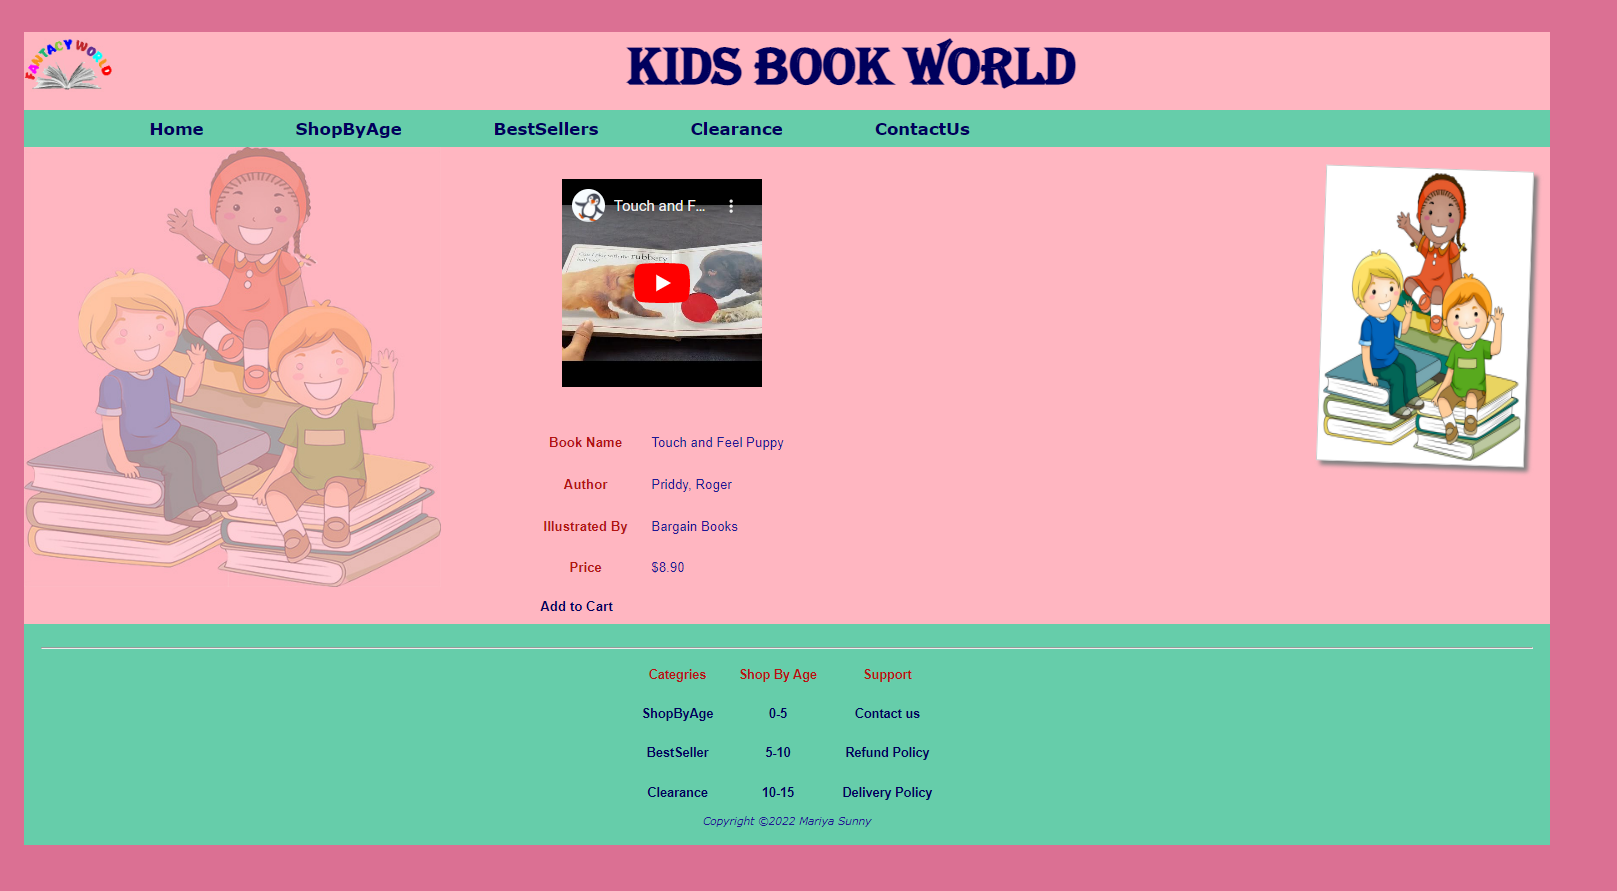 FANTACY WORLD
KIDS BOOK WORLD
Home ShopByAge BestSellers Clearance ContactUs
Touch and F...
rubbery
Book Name Touch and Feel Puppy
Author Priddy, Roger
Illustrated By Bargain Books
Price $8.90
Add to Cart
Categries Shop By Age Support
ShopByAge 0-5 Contact us
BestSeller 5-10 Refund Policy
Clearance 10-15 Delivery Policy
Copyright ©2022 Mariya Sunny